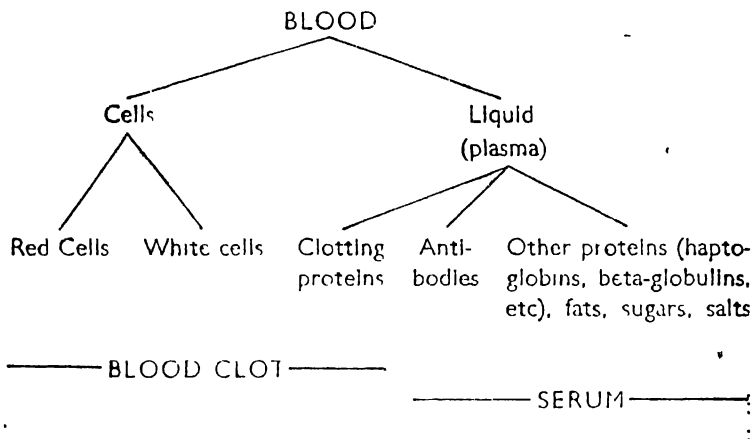 BLOOD
Cells
Liquid
(plasma)
Red Cells
White cells
Clotting
proteins
Anti-
bodies
Other proteins (hapto-
globins, beta-globulins,
etc), fats, sugars, salts
BLOOD CLOT
SERUM